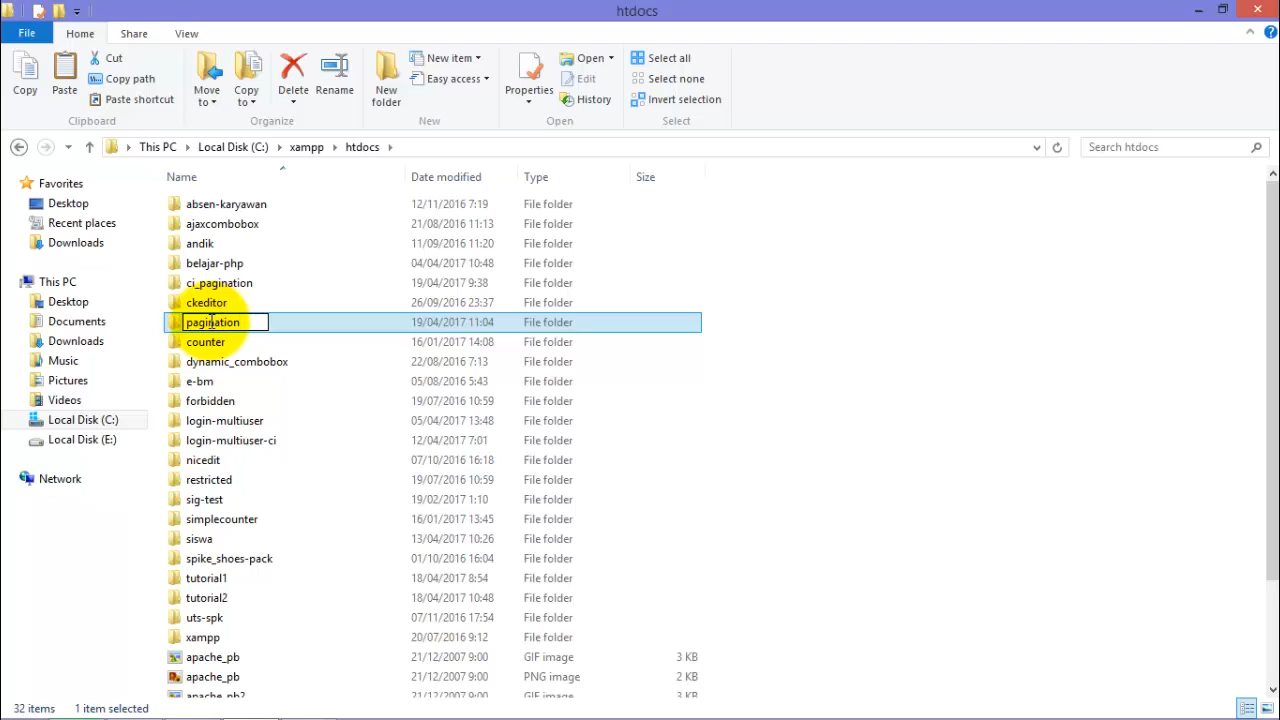 htdocs
File Home Share View
Copy
Paste
Cut
Copy path
Paste shortcut
Clipboard
Move to
Copy to
Delete
Rename
Organize
New folder
New item
Easy access
New
Properties
Open
Edit
History
Open
Select all
Select none
Invert selection
Select
This PC Local Disk (C:) xampp htdocs
Search htdocs
Favorites
Desktop
Recent places
Downloads
This PC
Desktop
Documents
Downloads
Music
Pictures
Videos
Local Disk (C:)
Local Disk (E:)
Network
Name Date modified Type Size
absen-karyawan 12/11/2016 7:19 File folder
ajaxcombobox 21/08/2016 11:13 File folder
andik 11/09/2016 11:20 File folder
belajar-php 04/04/2017 10:48 File folder
ci_pagination 19/04/2017 9:38 File folder
ckeditor 26/09/2016 23:37 File folder
pagination 19/04/2017 11:04 File folder
counter 16/01/2017 14:08 File folder
dynamic_combobox 22/08/2016 7:13 File folder
e-bm 05/08/2016 5:43 File folder
forbidden 19/07/2016 10:59 File folder
login-multiuser 05/04/2017 13:48 File folder
login-multiuser-ci 12/04/2017 7:01 File folder
nicedit 07/10/2016 16:18 File folder
restricted 19/07/2016 10:59 File folder
sig-test 19/02/2017 1:10 File folder
simplecounter 16/01/2017 13:45 File folder
siswa 13/04/2017 10:26 File folder
spike_shoes-pack 01/10/2016 16:04 File folder
tutorial1 18/04/2017 8:54 File folder
tutorial2 18/04/2017 10:48 File folder
uts-spk 07/11/2016 17:54 File folder
xampp 20/07/2016 9:12 File folder
apache_pb 21/12/2007 9:00 GIF image 3 KB
apache_pb 21/12/2007 9:00 PNG image 2 KB
apache_pb2 21/12/2007 9:00 GIF image 3 KB
32 items 1 item selected